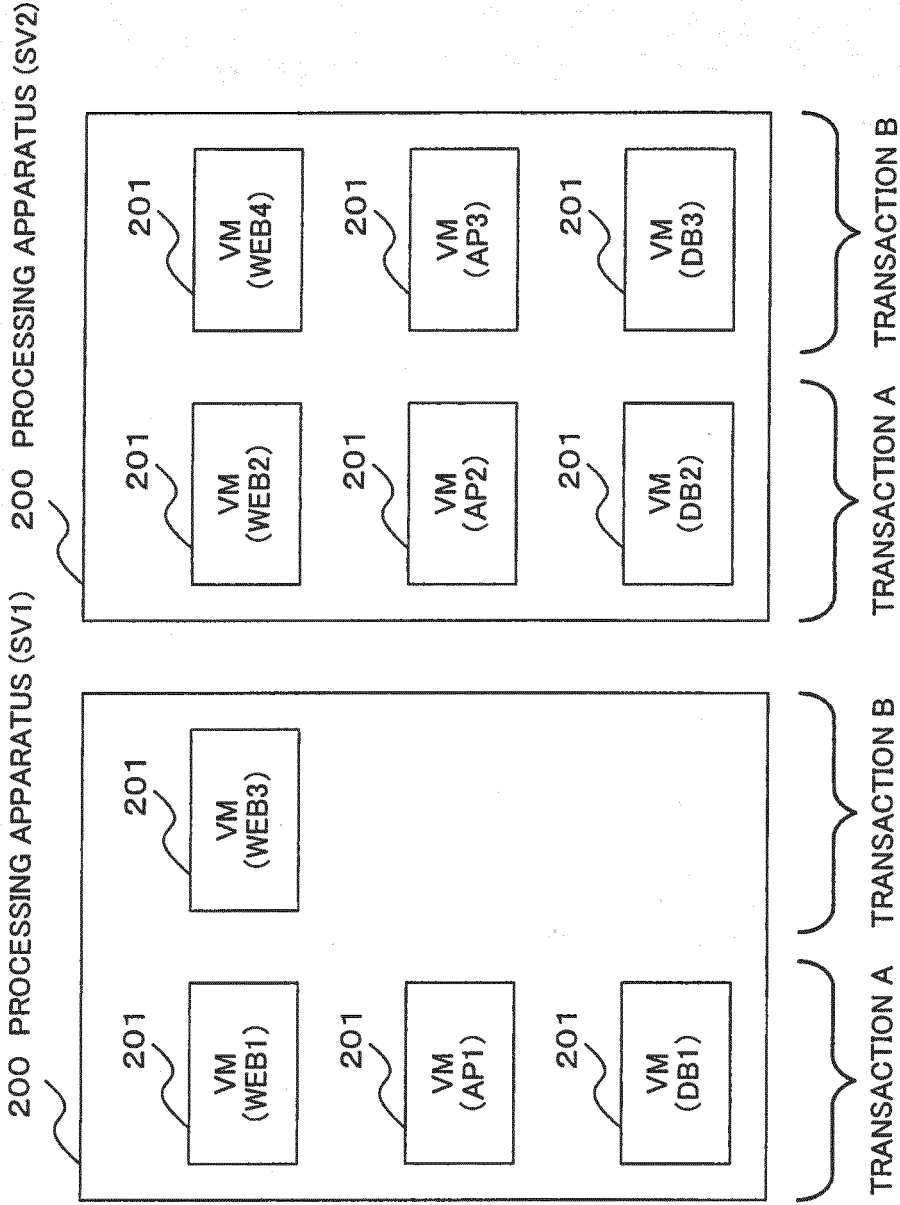 200 PROCESSING APPARATUS (SV1)
201
VM
(WEB1)
201
VM
(WEB3)
201
VM
(AP1)
201
VM
(DB1)
TRANSACTION A
TRANSACTION B
200 PROCESSING APPARATUS (SV2)
201
VM
(WEB2)
201
VM
(WEB4)
201
VM
(AP2)
201
VM
(AP3)
201
VM
(DB2)
201
VM
(DB3)
TRANSACTION A
TRANSACTION B